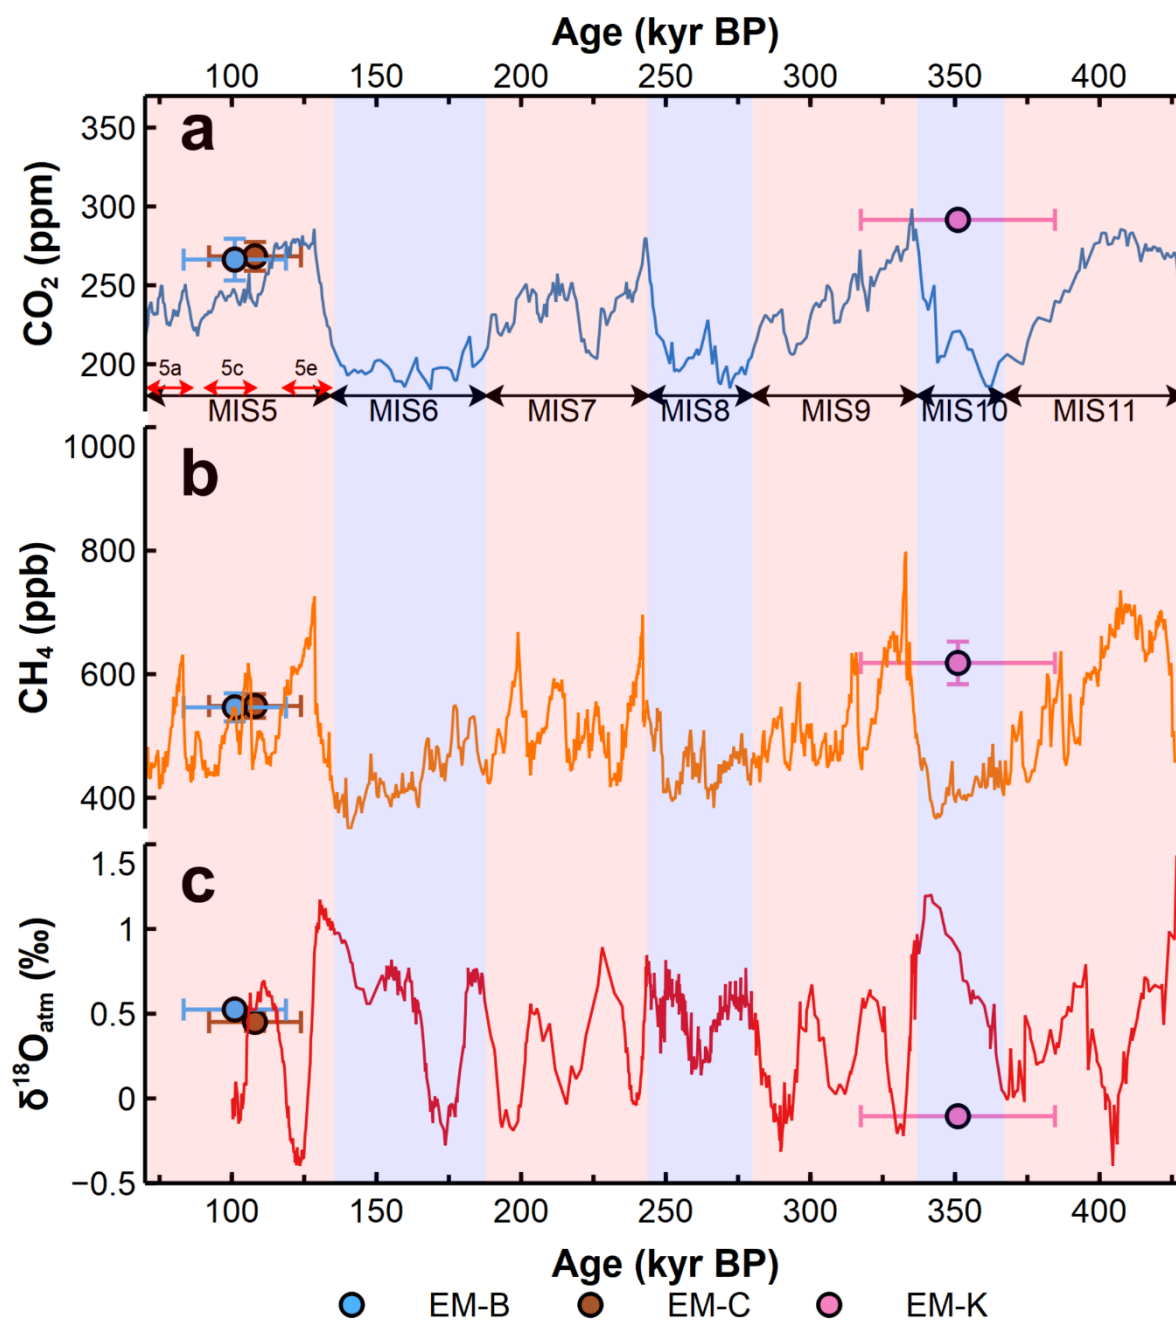 Age (kyr BP)
100 150 200 250 300 350 400
a
CO2 (ppm)
350
300
250
200
5a 5c 5e
MIS5 MIS6 MIS7 MIS8 MIS9 MIS10 MIS11
b
CH4 (ppb)
1000
800
600
400
c
δ18Oatm (‰)
1.5
1
0.5
0
−0.5
100 150 200 250 300 350 400
Age (kyr BP)
EM-B EM-C EM-K